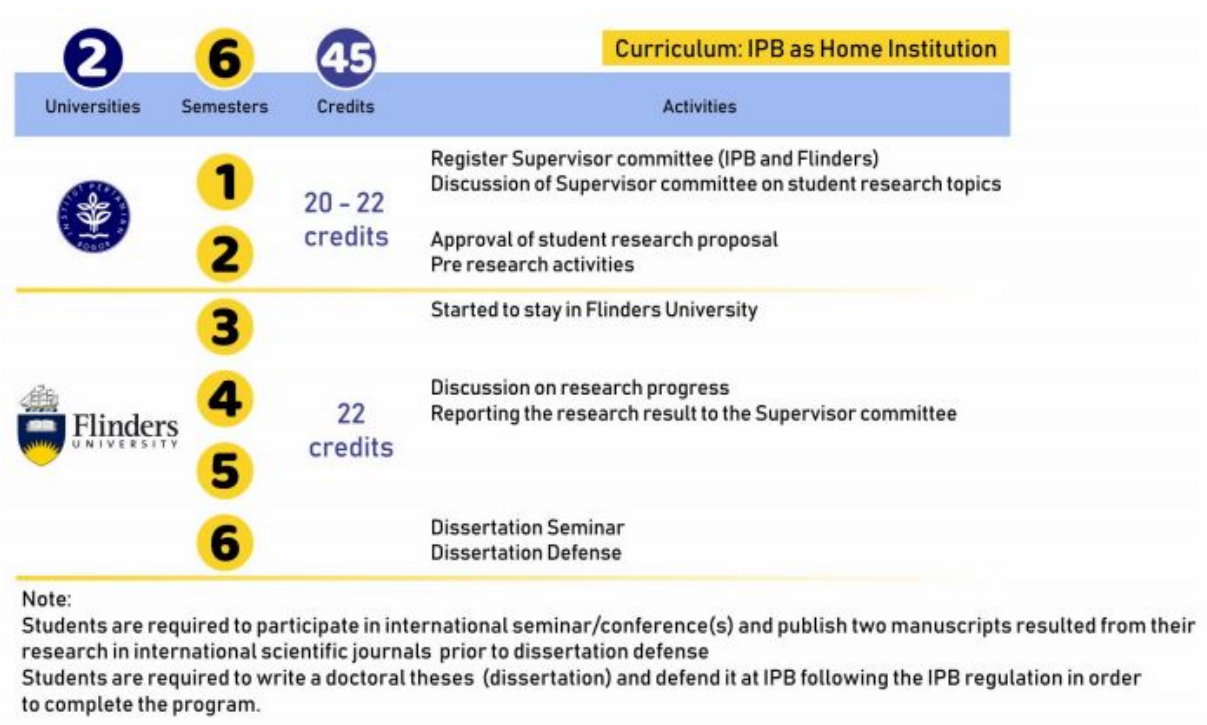 2
6
45
Curriculum: IPB as Home Institution
Universities
Semesters
Credits
Activities
1
20 - 22
credits
Register Supervisor committee (IPB and Flinders)
Discussion of Supervisor committee on student research topics
INSTITUT PERTANIAN
BOGOR
2
Approval of student research proposal
Pre research activities
3
Started to stay in Flinders University
Flinders
UNIVERSITY
4
22
credits
Discussion on research progress
Reporting the research result to the Supervisor committee
5
6
Dissertation Seminar
Dissertation Defense
Note:
Students are required to participate in international seminar/conference(s) and publish two manuscripts resulted from their
research in international scientific journals prior to dissertation defense
Students are required to write a doctoral theses (dissertation) and defend it at IPB following the IPB regulation in order
to complete the program.